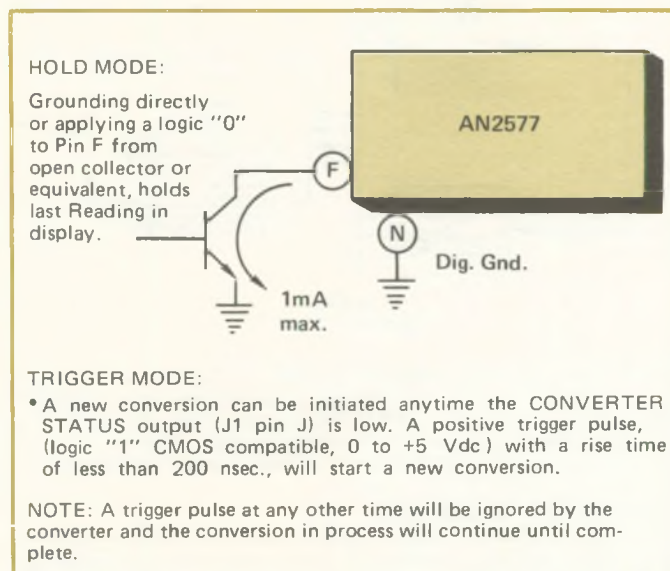 HOLD MODE:
Grounding directly
or applying a logic "0"
to Pin F from
open collector or
equivalent, holds
last Reading in
display.
AN2577
F
N
Dig. Gnd.
1mA
max.
TRIGGER MODE:
•A new conversion can be initiated anytime the CONVERTER
STATUS output (J1 pin J) is low. A positive trigger pulse,
(logic "1" CMOS compatible, 0 to +5 Vdc) with a rise time
of less than 200 nsec., will start a new conversion.
NOTE: A trigger pulse at any other time will be ignored by the
converter and the conversion in process will continue until com-
plete.